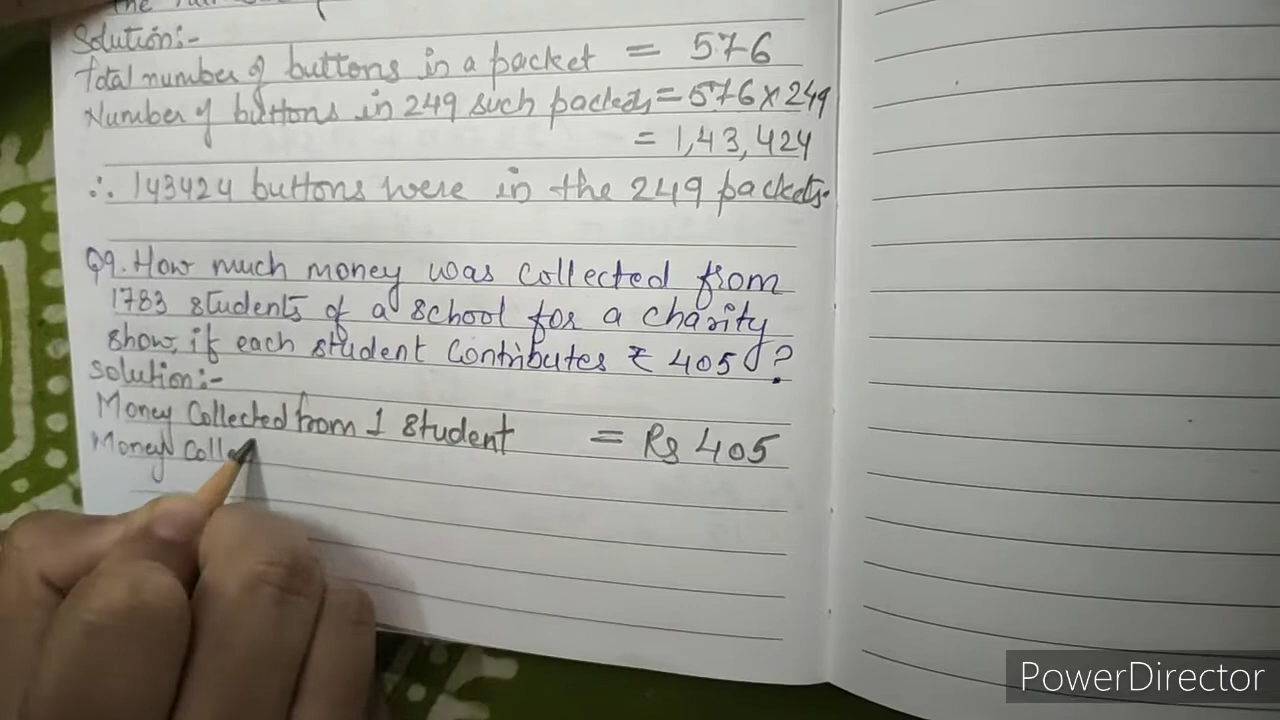 the
Solution:-
Total number of buttons in a packet = 576
Number of buttons in 249 such packets = 576 x 249
= 1,43,424
∴ 143424 buttons were in the 249 packets.
Q9. How much money was collected from
1783 students of a school for a charity
show, if each student contributes ₹ 405?
Solution:-
Money Collected from 1 Student = Rs 405
Money Colle
PowerDirector